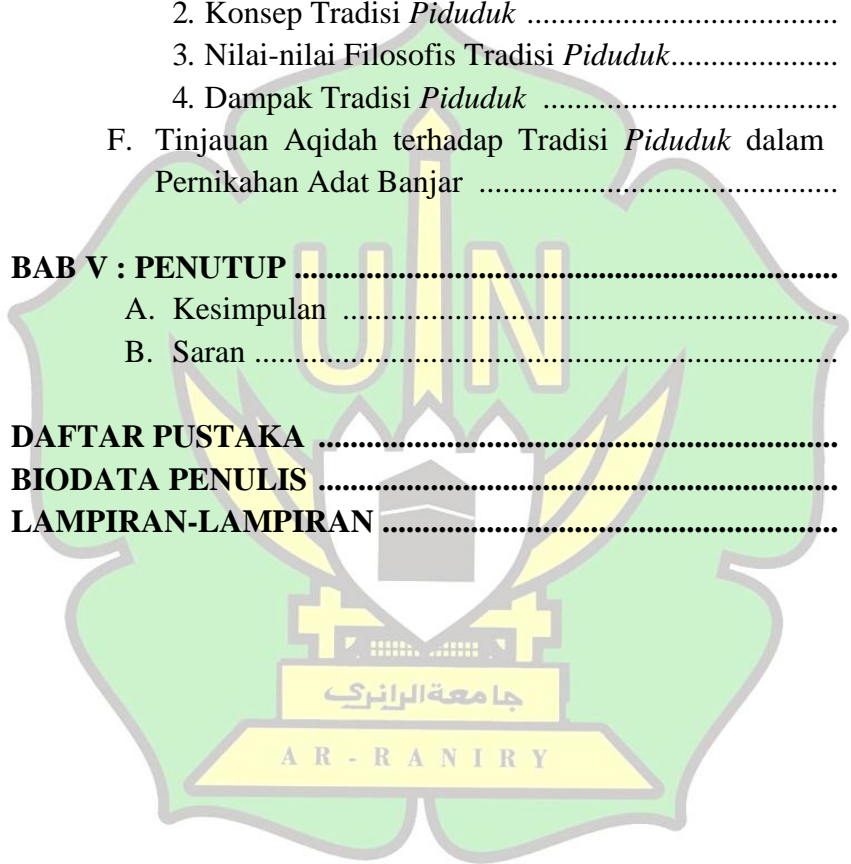 2. Konsep Tradisi Piduduk .......................................
3. Nilai-nilai Filosofis Tradisi Piduduk.....................
4. Dampak Tradisi Piduduk .....................................
F. Tinjauan Aqidah terhadap Tradisi Piduduk dalam
Pernikahan Adat Banjar .............................................
BAB V : PENUTUP ....................................................................
A. Kesimpulan ..............................................................
B. Saran .........................................................................
DAFTAR PUSTAKA .................................................................
BIODATA PENULIS .................................................................
LAMPIRAN-LAMPIRAN .........................................................
UIN
جامعة الرانري
AR-RANIRY